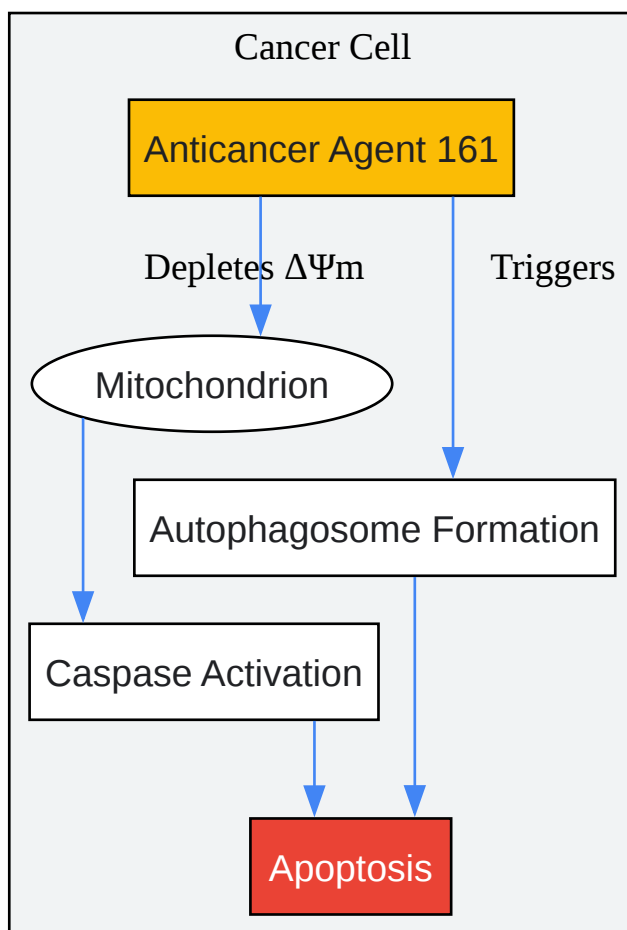 Cancer Cell
Anticancer Agent 161
Depletes ΔΨm
Triggers
Mitochondrion
Autophagosome Formation
Caspase Activation
Apoptosis